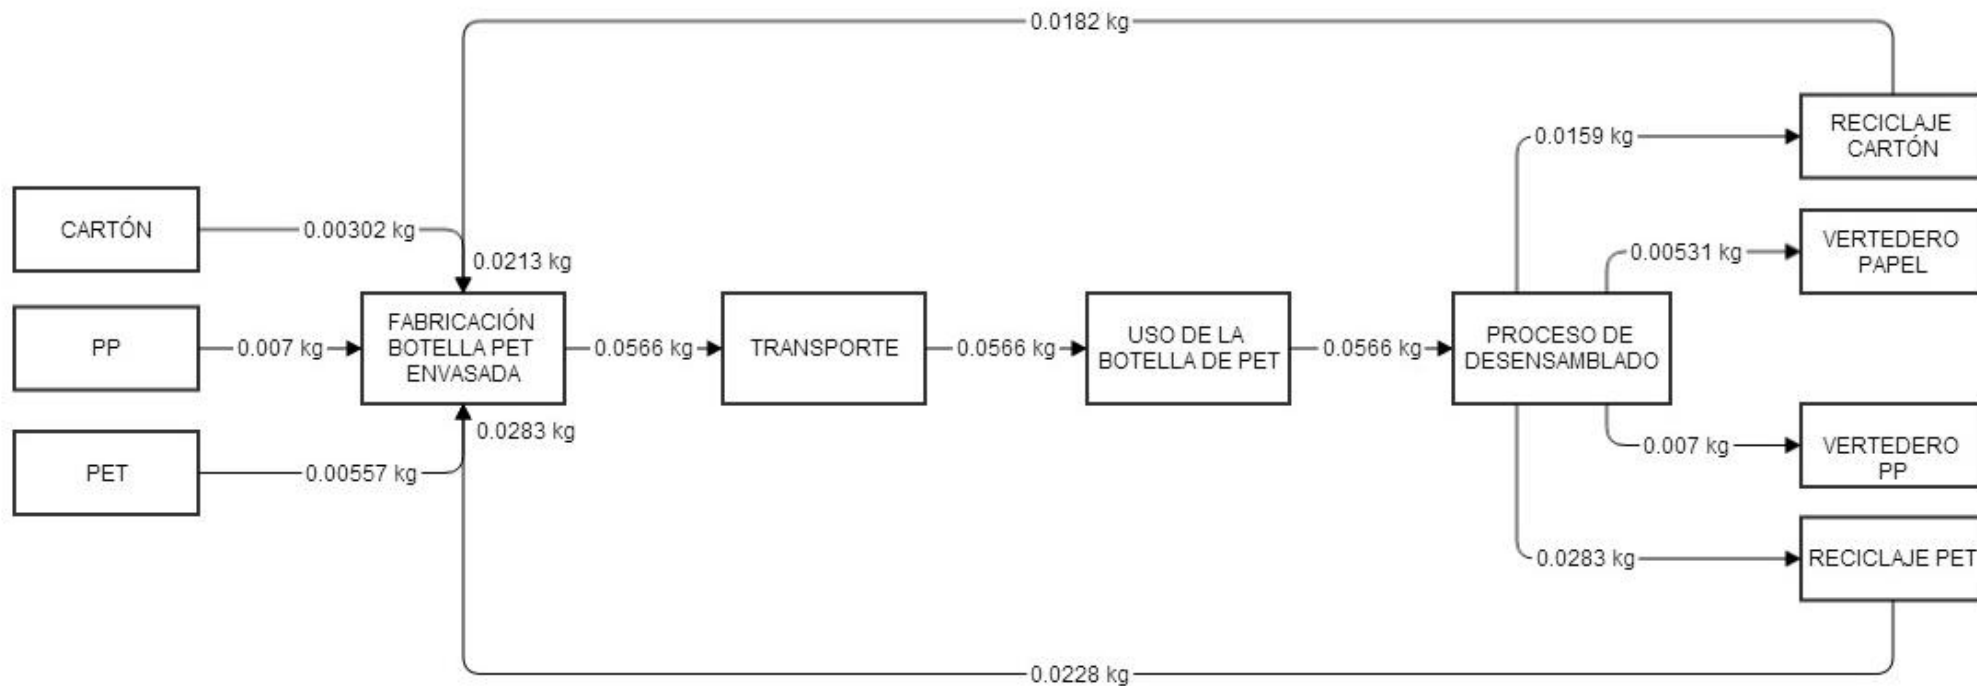 0.0182 kg
RECICLAJE
CARTÓN
0.0159 kg
CARTÓN
0.00302 kg
0.0213 kg
VERTEDERO
PAPEL
0.00531 kg
PP
0.007 kg
FABRICACIÓN
BOTELLA PET
ENVASADA
0.0566 kg
TRANSPORTE
0.0566 kg
USO DE LA
BOTELLA DE PET
0.0566 kg
PROCESO DE
DESENSAMBLADO
0.0283 kg
PET
0.00557 kg
0.007 kg
VERTEDERO
PP
0.0283 kg
RECICLAJE PET
0.0228 kg